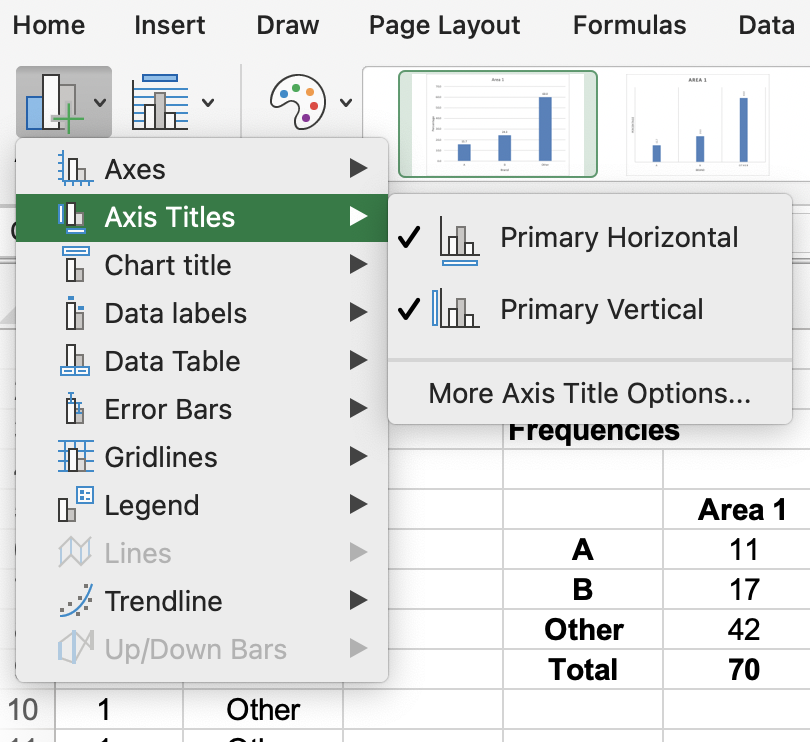 Home Insert Draw Page Layout Formulas Data
Axes
Axis Titles
Chart title
Data labels
Data Table
Error Bars
Gridlines
Legend
Lines
Trendline
Up/Down Bars
Primary Horizontal
Primary Vertical
More Axis Title Options...
Area 1
AREA 1
Frequencies
Area 1
A 11
B 17
Other 42
Total 70
10 1 Other